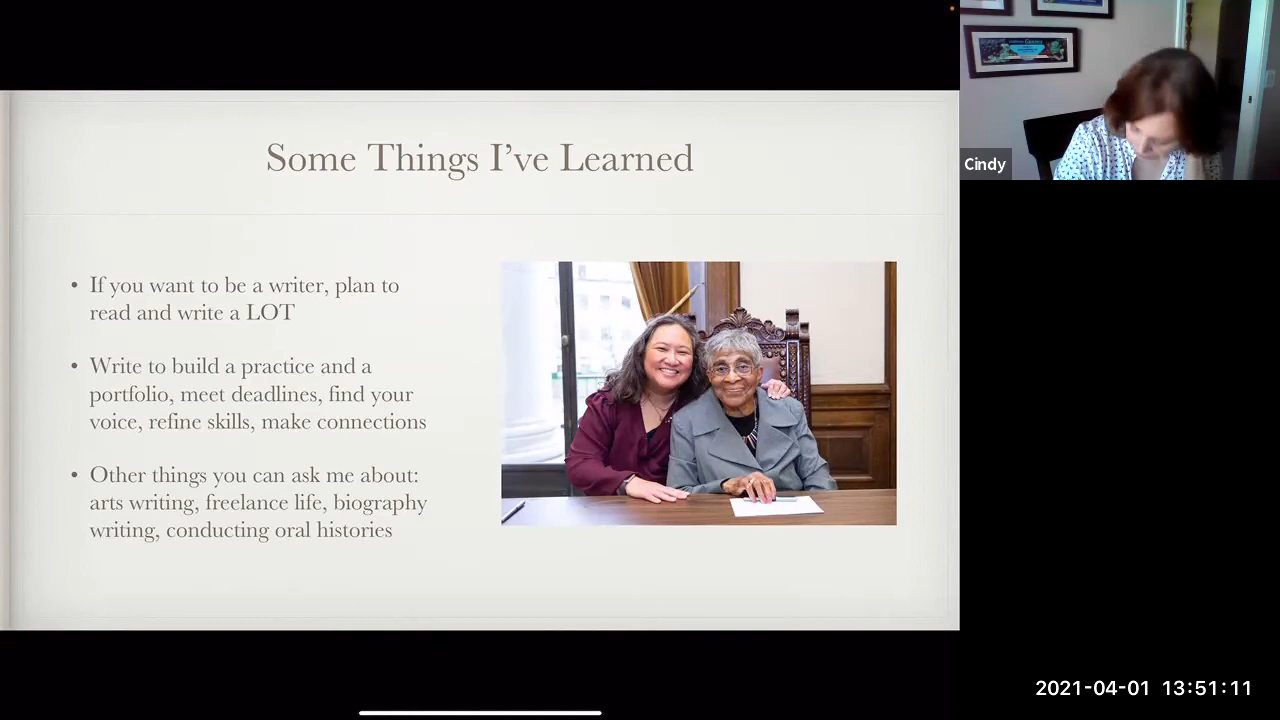 Some Things I’ve Learned
• If you want to be a writer, plan to
read and write a LOT
• Write to build a practice and a
portfolio, meet deadlines, find your
voice, refine skills, make connections
• Other things you can ask me about:
arts writing, freelance life, biography
writing, conducting oral histories
Cindy
2021-04-01 13:51:11